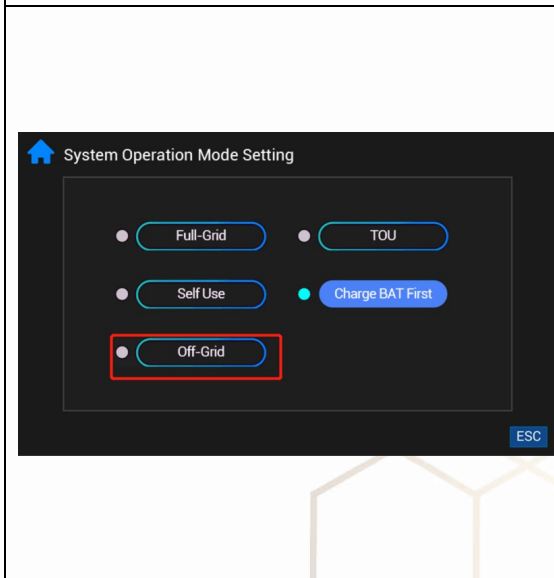 System Operation Mode Setting
Full-Grid
TOU
Self Use
Charge BAT First
Off-Grid
ESC